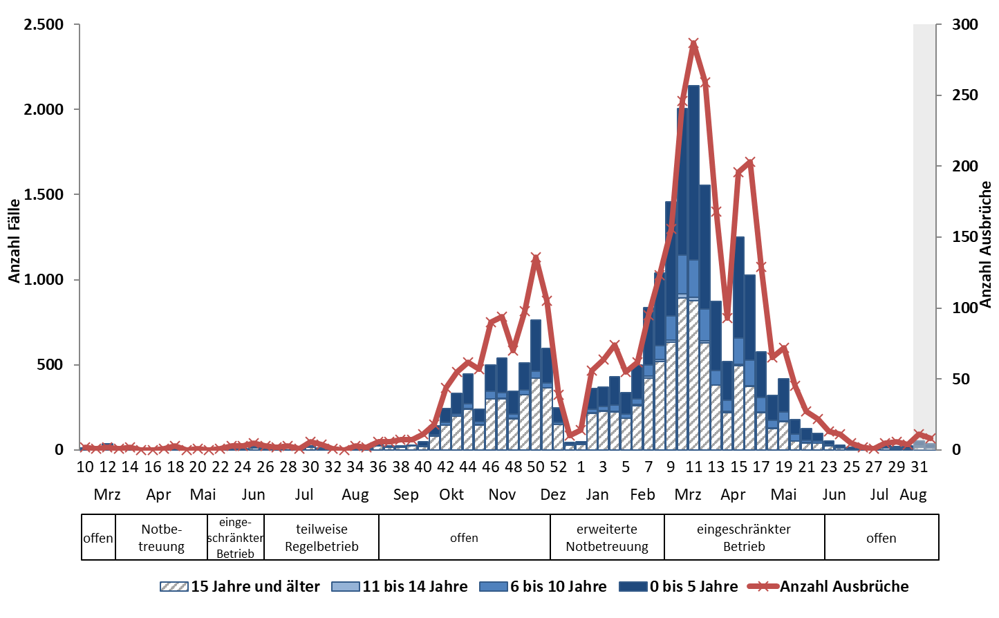 2.500
2.000
1.500
1.000
500
0
Anzahl Fälle
300
250
200
150
100
50
0
Anzahl Ausbrüche
10 12 14 16 18 20 22 24 26 28 30 32 34 36 38 40 42 44 46 48 50 52 1 3 5 7 9 11 13 15 17 19 21 23 25 27 29 31
Mrz Apr Mai Jun Jul Aug Sep Okt Nov Dez Jan Feb Mrz Apr Mai Jun Jul Aug
offen
Notbe-
treuung
einge-
schränkter
Betrieb
teilweise
Regelbetrieb
offen
erweiterte
Notbetreuung
eingeschränkter
Betrieb
offen
15 Jahre und älter 11 bis 14 Jahre 6 bis 10 Jahre 0 bis 5 Jahre Anzahl Ausbrüche